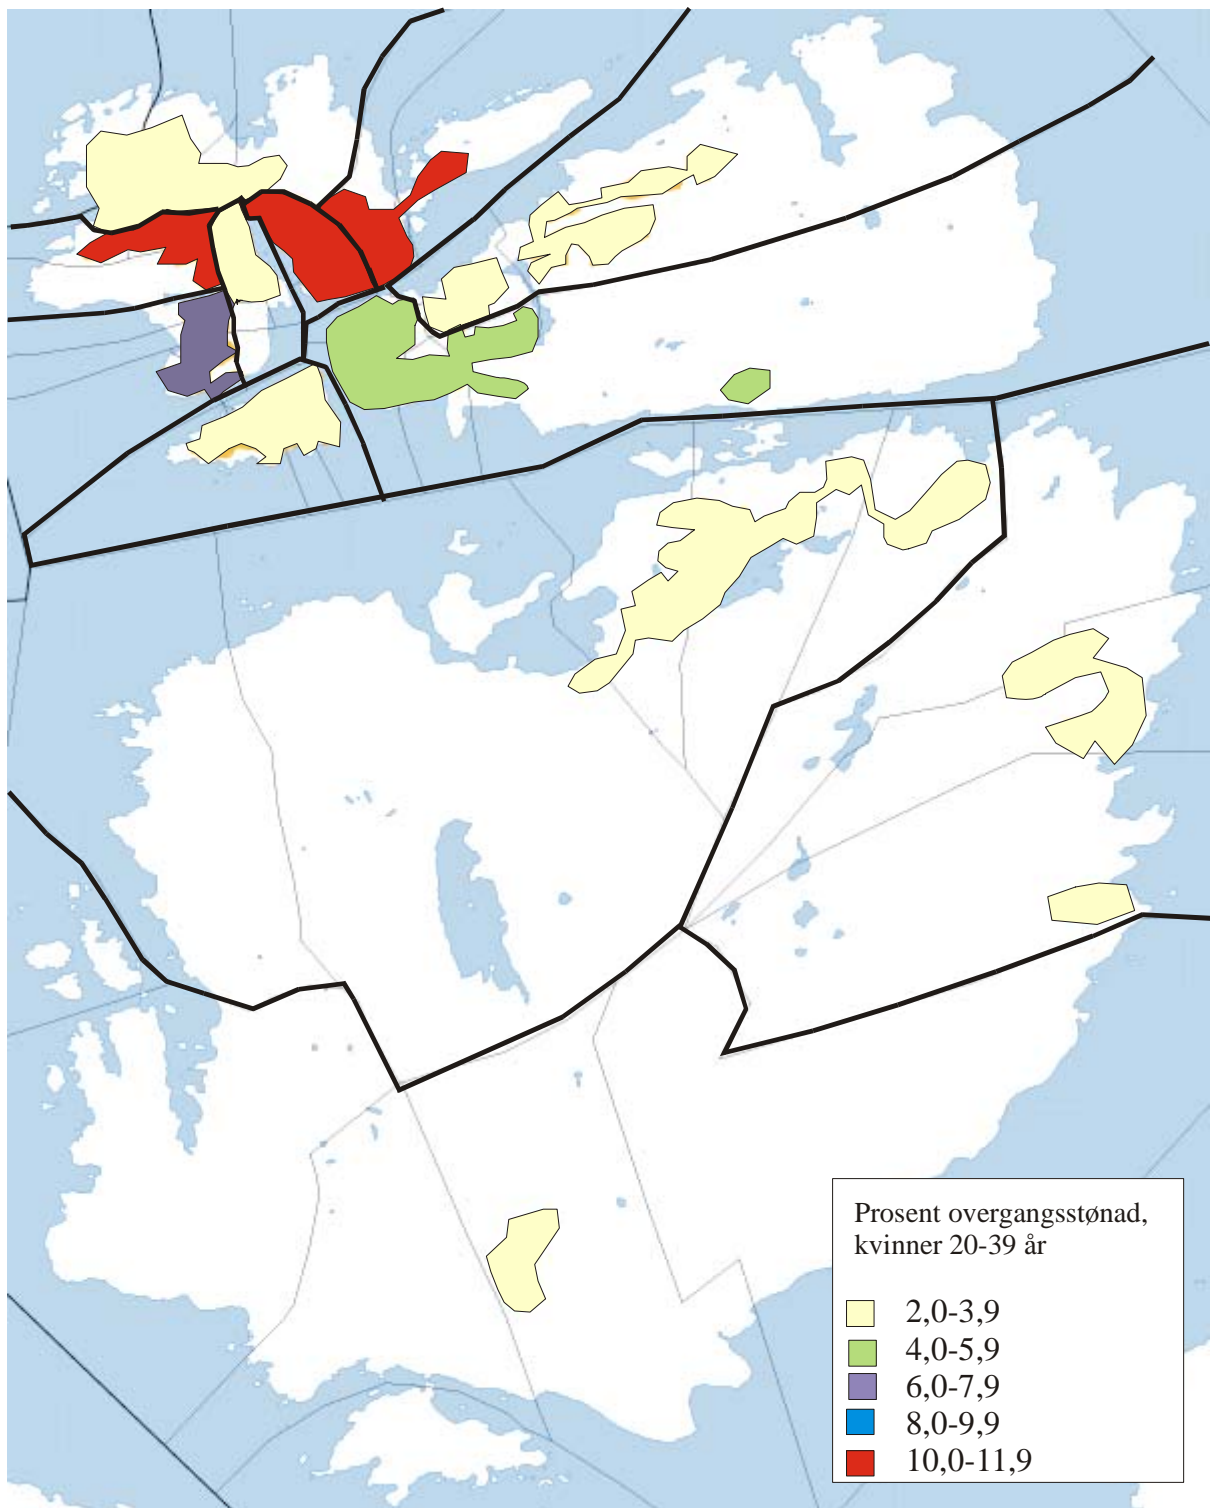 Prosent overgangsstønad,
kvinner 20-39 år
2,0-3,9
4,0-5,9
6,0-7,9
8,0-9,9
10,0-11,9